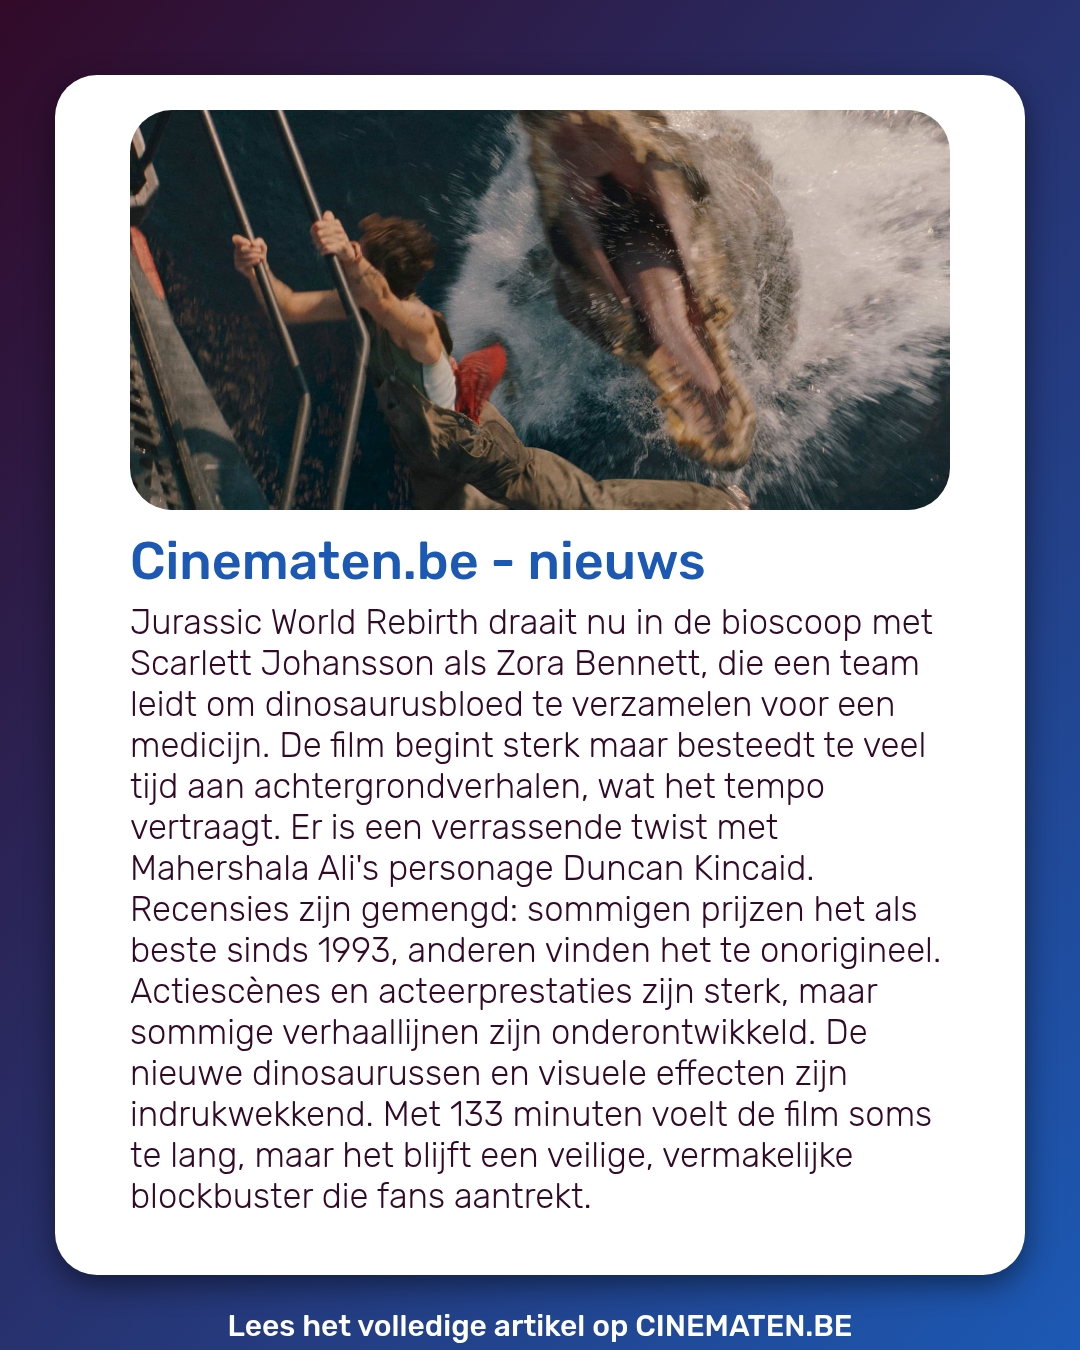 Cinematen.be - nieuws
Jurassic World Rebirth draait nu in de bioscoop met
Scarlett Johansson als Zora Bennett, die een team
leidt om dinosaurusbloed te verzamelen voor een
medicijn. De film begint sterk maar besteedt te veel
tijd aan achtergrondverhalen, wat het tempo
vertraagt. Er is een verrassende twist met
Mahershala Ali's personage Duncan Kincaid.
Recensies zijn gemengd: sommigen prijzen het als
beste sinds 1993, anderen vinden het te onorigineel.
Actiescènes en acteerprestaties zijn sterk, maar
sommige verhaallijnen zijn onderontwikkeld. De
nieuwe dinosaurussen en visuele effecten zijn
indrukwekkend. Met 133 minuten voelt de film soms
te lang, maar het blijft een veilige, vermakelijke
blockbuster die fans aantrekt.
Lees het volledige artikel op CINEMATEN.BE